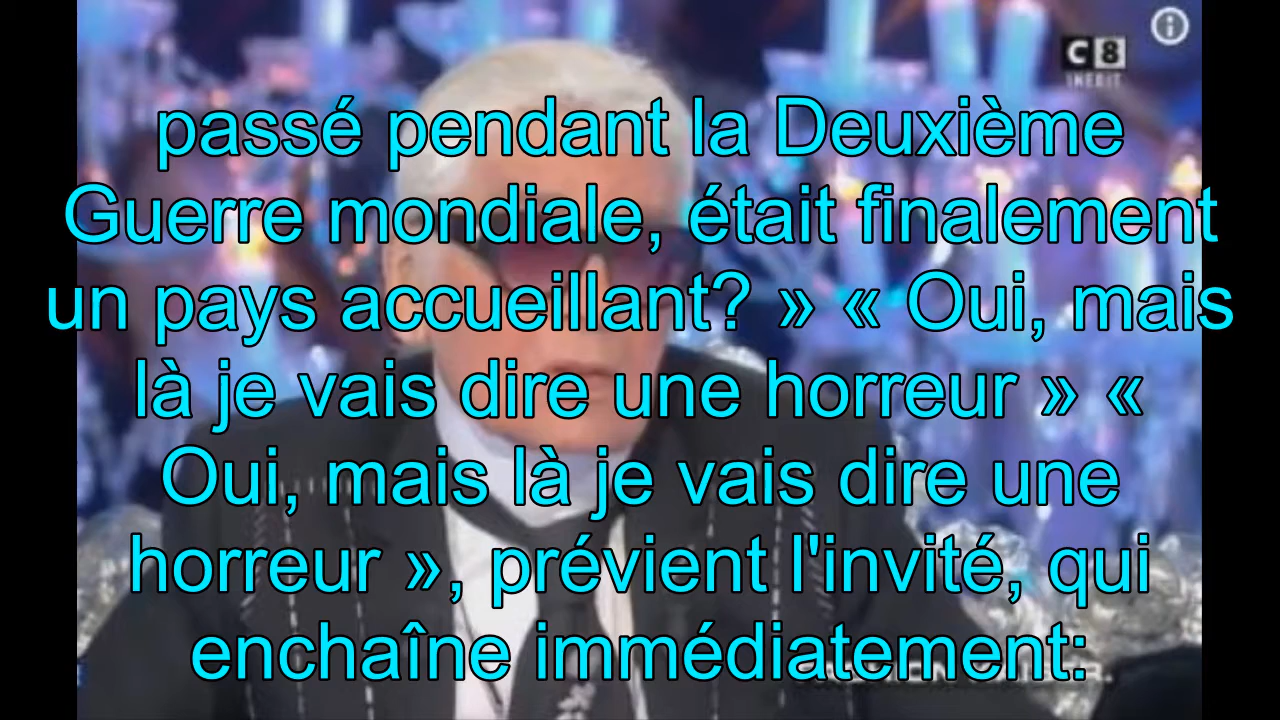 C8
INÉDIT
passé pendant la Deuxième
Guerre mondiale, était finalement
un pays accueillant? » « Oui, mais
là je vais dire une horreur » «
Oui, mais là je vais dire une
horreur », prévient l'invité, qui
enchaîne immédiatement: